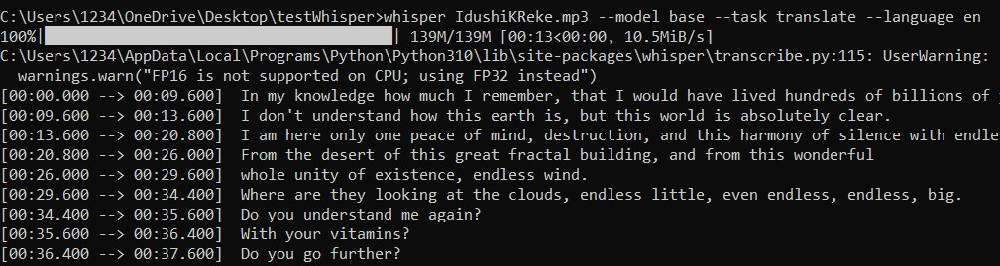 C:\Users\1234\OneDrive\Desktop\testWhisper>whisper IdushiKReke.mp3 --model base --task translate --language en
100%|██████████████████████████████████████| 139M/139M [00:13<00:00, 10.5MiB/s]
C:\Users\1234\AppData\Local\Programs\Python\Python310\lib\site-packages\whisper\transcribe.py:115: UserWarning:
  warnings.warn("FP16 is not supported on CPU; using FP32 instead")
[00:00.000 --> 00:09.600]  In my knowledge how much I remember, that I would have lived hundreds of billions of
[00:09.600 --> 00:13.600]  I don't understand how this earth is, but this world is absolutely clear.
[00:13.600 --> 00:20.800]  I am here only one peace of mind, destruction, and this harmony of silence with endle
[00:20.800 --> 00:26.000]  From the desert of this great fractal building, and from this wonderful
[00:26.000 --> 00:29.600]  whole unity of existence, endless wind.
[00:29.600 --> 00:34.400]  Where are they looking at the clouds, endless little, even endless, endless, big.
[00:34.400 --> 00:35.600]  Do you understand me again?
[00:35.600 --> 00:36.400]  With your vitamins?
[00:36.400 --> 00:37.600]  Do you go further?